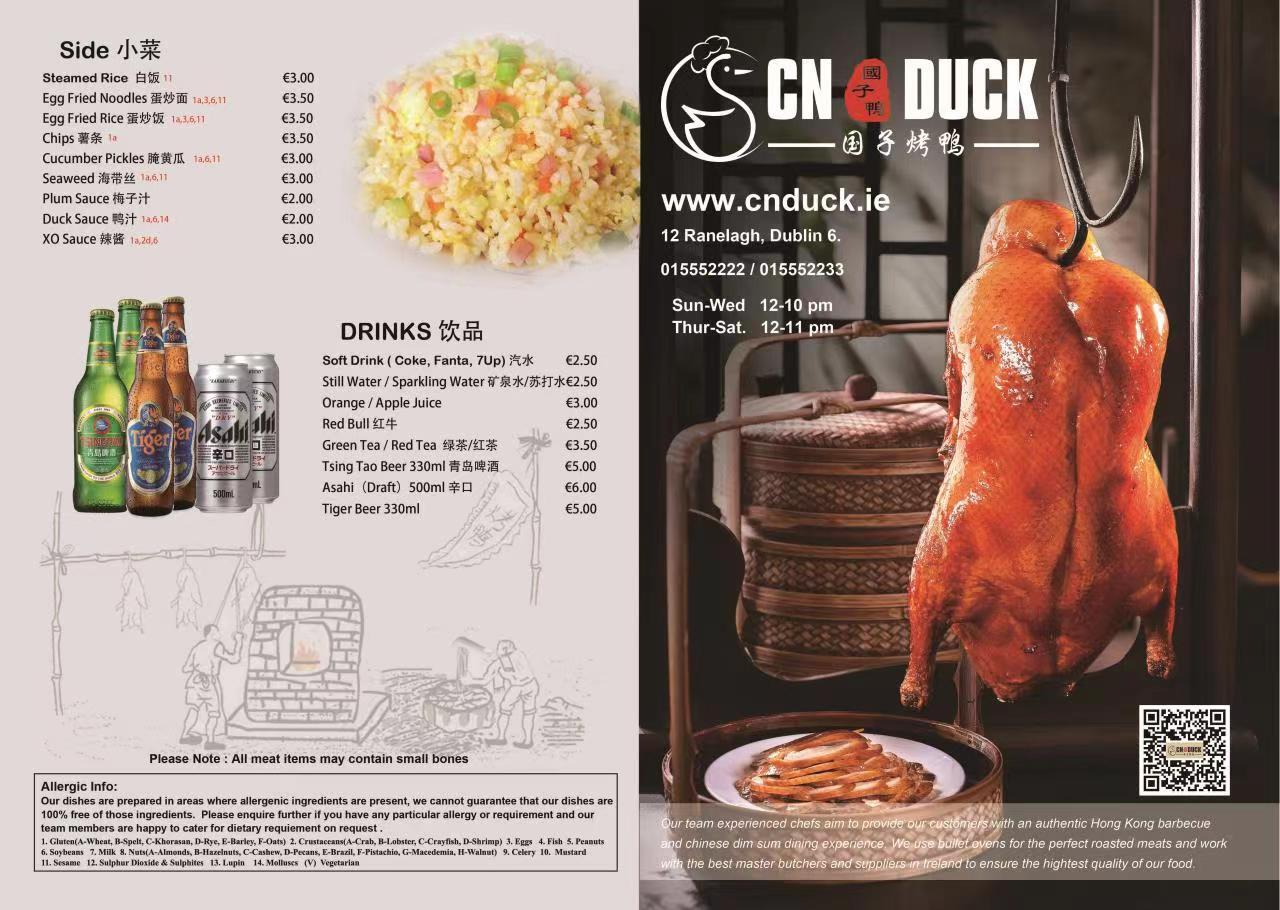 Side 小菜
Steamed Rice 白饭 11 €3.00
Egg Fried Noodles 蛋炒面 1a,3,6,11 €3.50
Egg Fried Rice 蛋炒饭 1a,3,6,11 €3.50
Chips 薯条 1a €3.50
Cucumber Pickles 腌黄瓜 1a,6,11 €3.00
Seaweed 海带丝 1a,6,11 €3.00
Plum Sauce 梅子汁 €2.00
Duck Sauce 鸭汁 1a,6,14 €2.00
XO Sauce 辣酱 1a,2d,6 €3.00
DRINKS 饮品
Soft Drink ( Coke, Fanta, 7Up) 汽水 €2.50
Still Water / Sparkling Water 矿泉水/苏打水 €2.50
Orange / Apple Juice €3.00
Red Bull 红牛 €2.50
Green Tea / Red Tea 绿茶/红茶 €3.50
Tsing Tao Beer 330ml 青岛啤酒 €5.00
Asahi（Draft）500ml 辛口 €6.00
Tiger Beer 330ml €5.00
青岛啤酒
Tiger
Tiger
Asahi
辛口
500mL
Please Note : All meat items may contain small bones
Allergic Info:
Our dishes are prepared in areas where allergenic ingredients are present, we cannot guarantee that our dishes are
100% free of those ingredients. Please enquire further if you have any particular allergy or requirement and our
team members are happy to cater for dietary requiement on request .
1. Gluten(A-Wheat, B-Spelt, C-Khorasan, D-Rye, E-Barley, F-Oats) 2. Crustaceans(A-Crab, B-Lobster, C-Crayfish, D-Shrimp) 3. Eggs 4. Fish 5. Peanuts
6. Soybeans 7. Milk 8. Nuts(A-Almonds, B-Hazelnuts, C-Cashew, D-Pecans, E-Brazil, F-Pistachio, G-Macedemia, H-Walnut) 9. Celery 10. Mustard
11. Sesame 12. Sulphur Dioxide & Sulphites 13. Lupin 14. Molluscs (V) Vegetarian
CN 國子鴨 DUCK
国子烤鸭
www.cnduck.ie
12 Ranelagh, Dublin 6.
015552222 / 015552233
Sun-Wed 12-10 pm
Thur-Sat. 12-11 pm
CN DUCK
Our team experienced chefs aim to provide our customers with an authentic Hong Kong barbecue
and chinese dim sum dining experience. We use bullet ovens for the perfect roasted meats and work
with the best master butchers and suppliers in Ireland to ensure the hightest quality of our food.